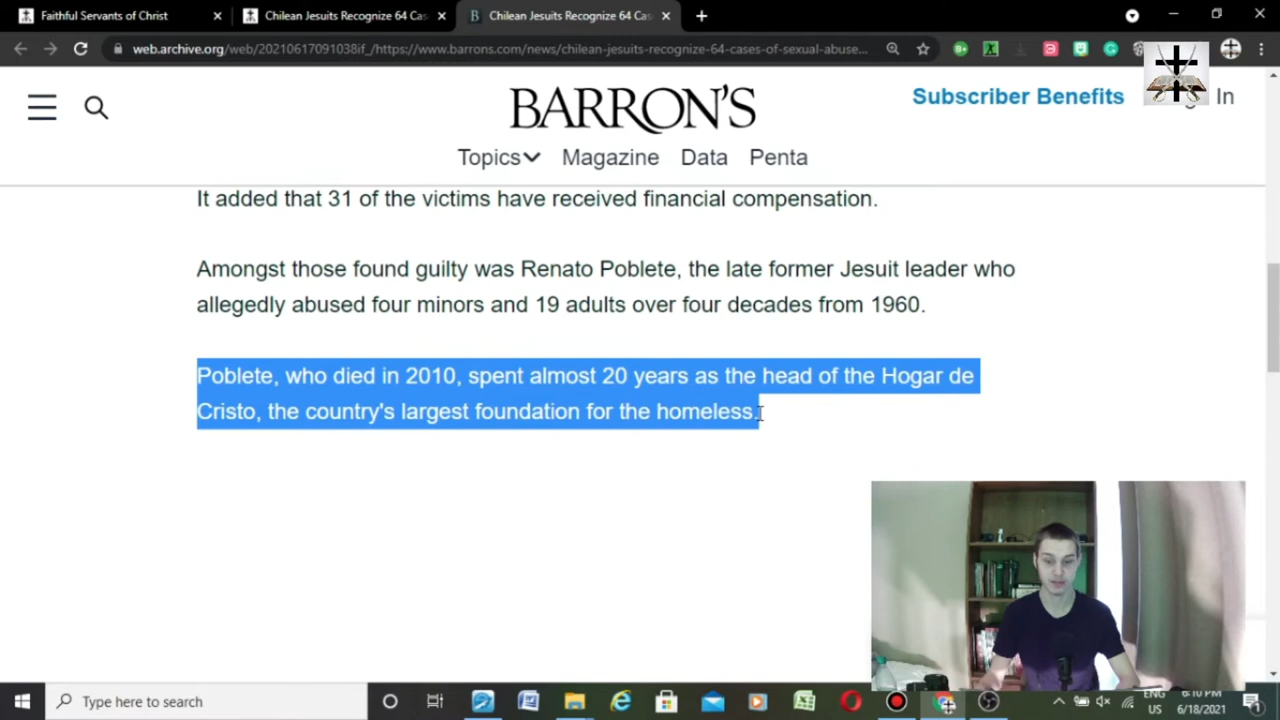 Faithful Servants of Christ
Chilean Jesuits Recognize 64 Cas
Chilean Jesuits Recognize 64 Cas
web.archive.org/web/20210617091038if_/https://www.barrons.com/news/chilean-jesuits-recognize-64-cases-of-sexual-abuse...
BARRON'S
Subscriber Benefits
In
Topics
Magazine
Data
Penta
It added that 31 of the victims have received financial compensation.
Amongst those found guilty was Renato Poblete, the late former Jesuit leader who
allegedly abused four minors and 19 adults over four decades from 1960.
Poblete, who died in 2010, spent almost 20 years as the head of the Hogar de
Cristo, the country's largest foundation for the homeless.
Type here to search
ENG
US
6:10 PM
6/18/2021